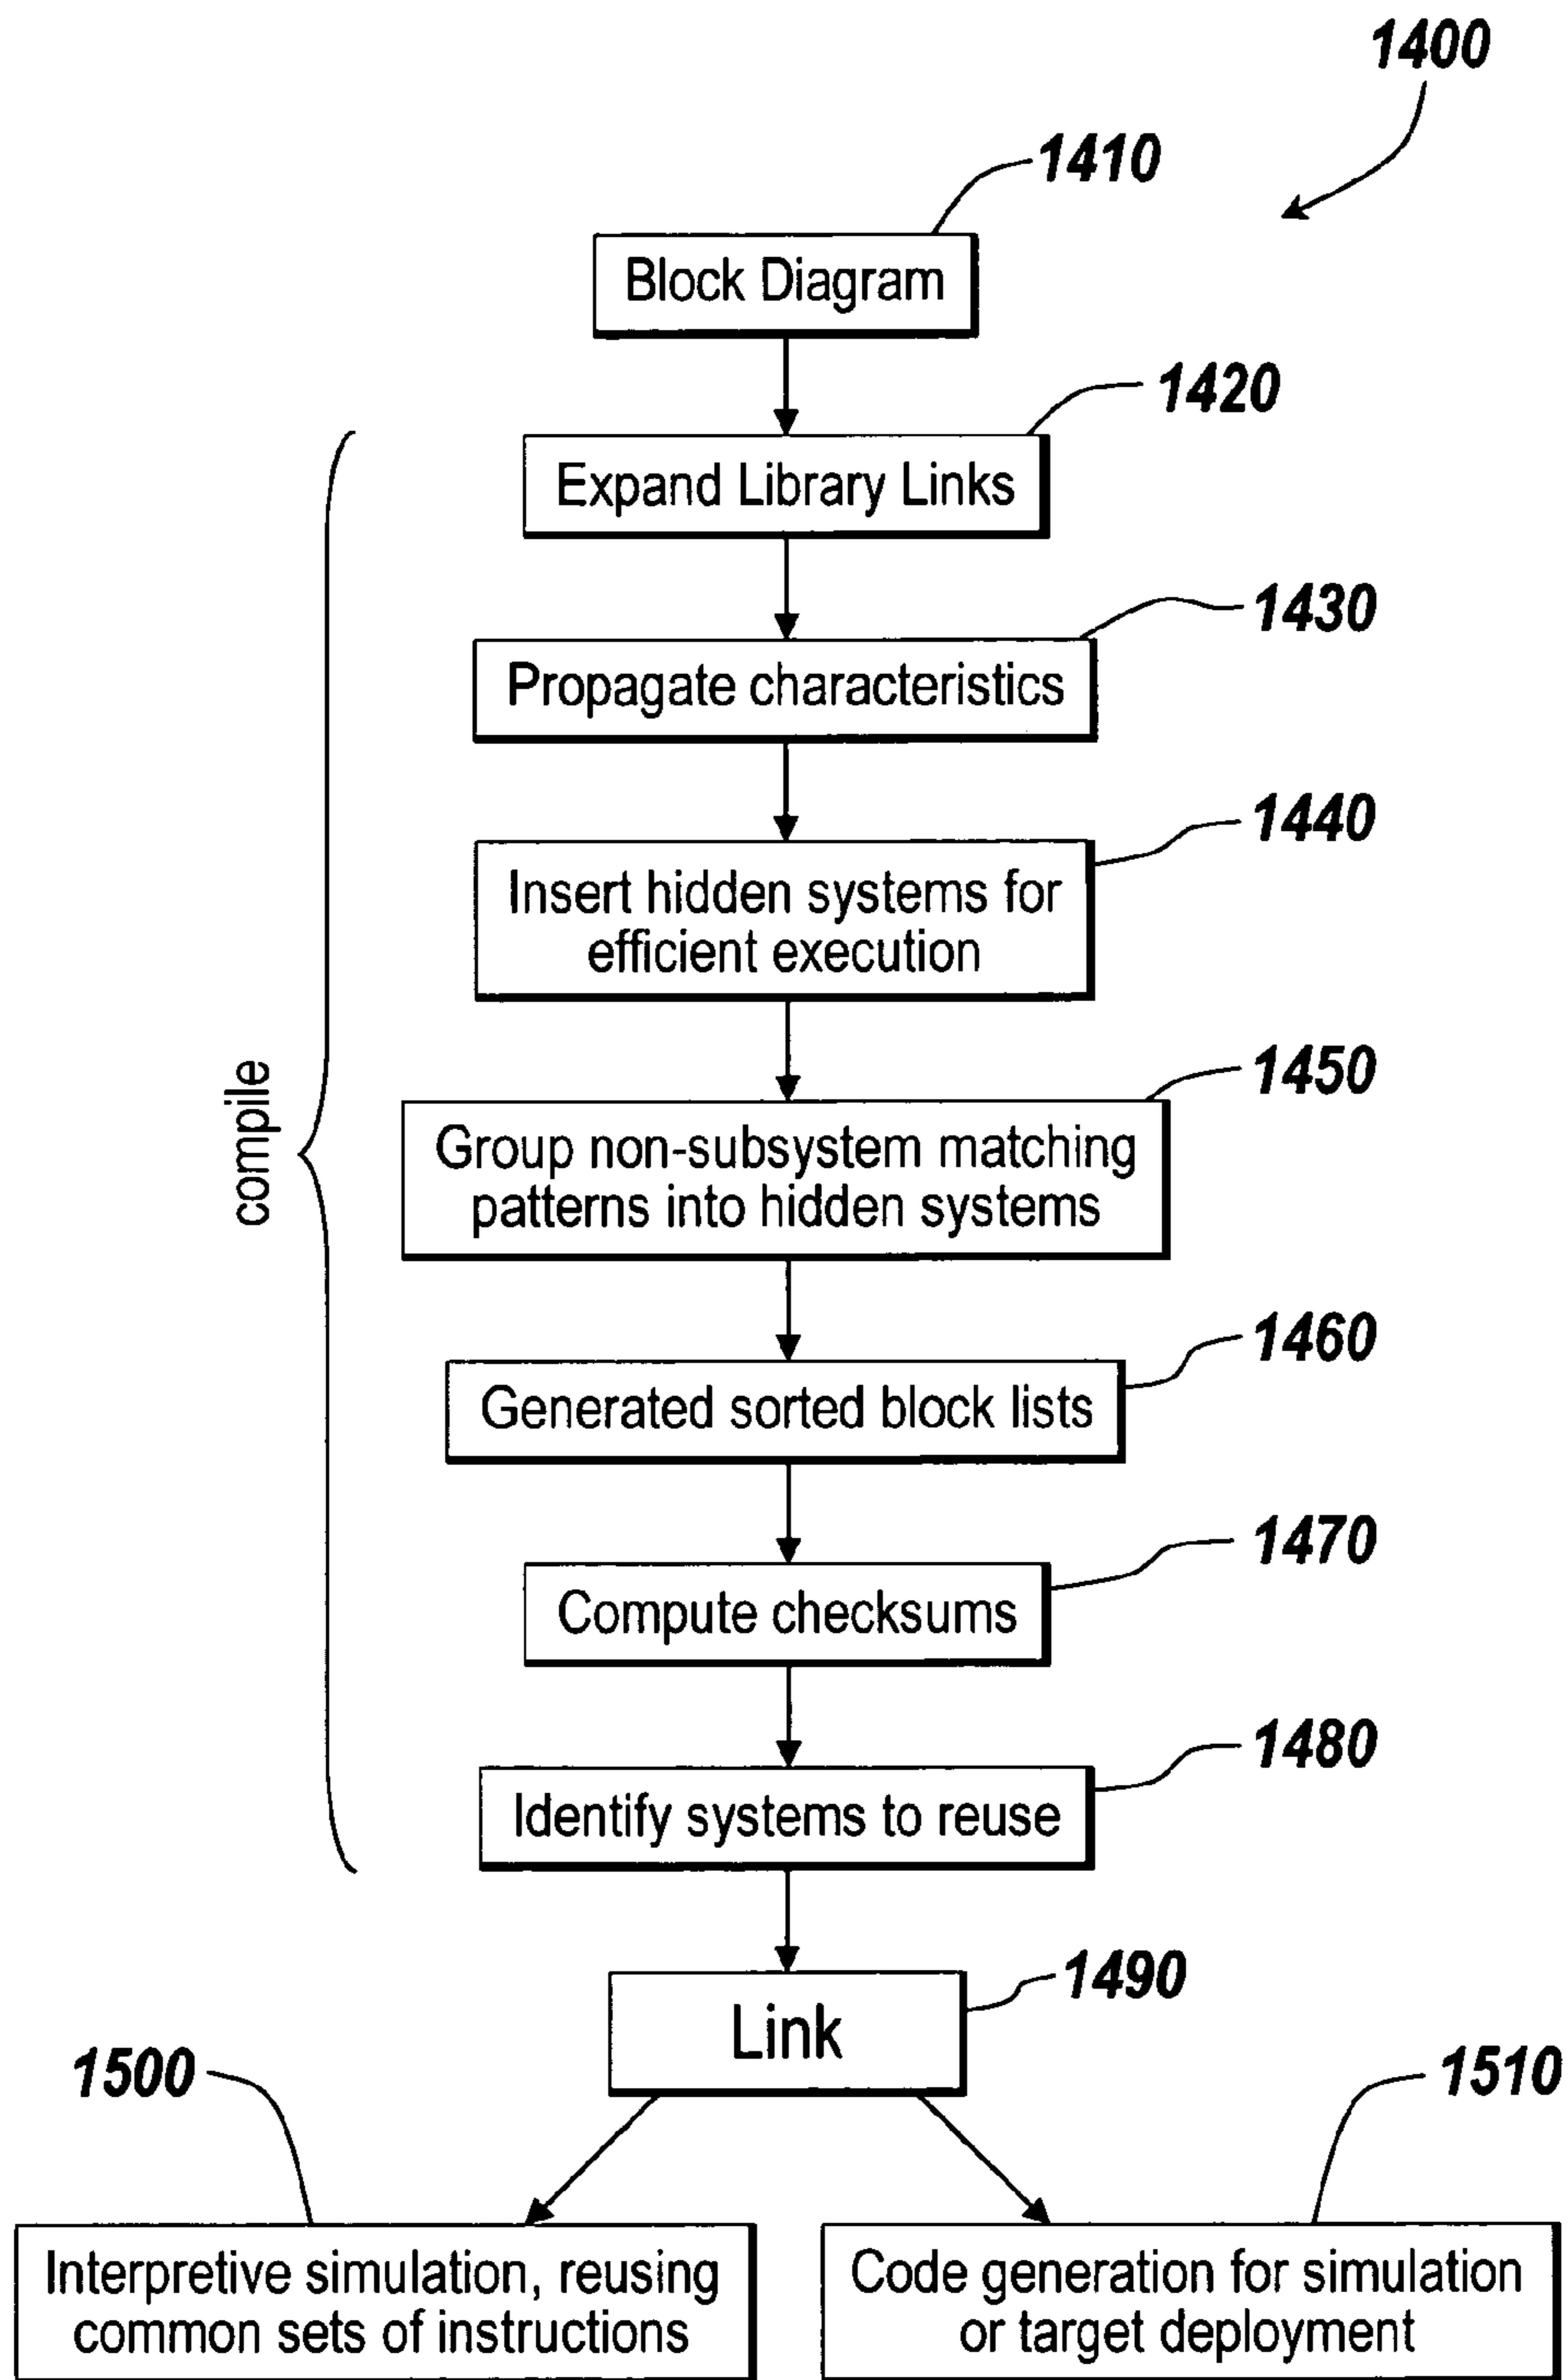 1400
1410
Block Diagram
1420
Expand Library Links
1430
Propagate characteristics
1440
Insert hidden systems for
efficient execution
compile
1450
Group non-subsystem matching
patterns into hidden systems
1460
Generated sorted block lists
1470
Compute checksums
1480
Identify systems to reuse
1490
Link
1500
Interpretive simulation, reusing
common sets of instructions
1510
Code generation for simulation
or target deployment